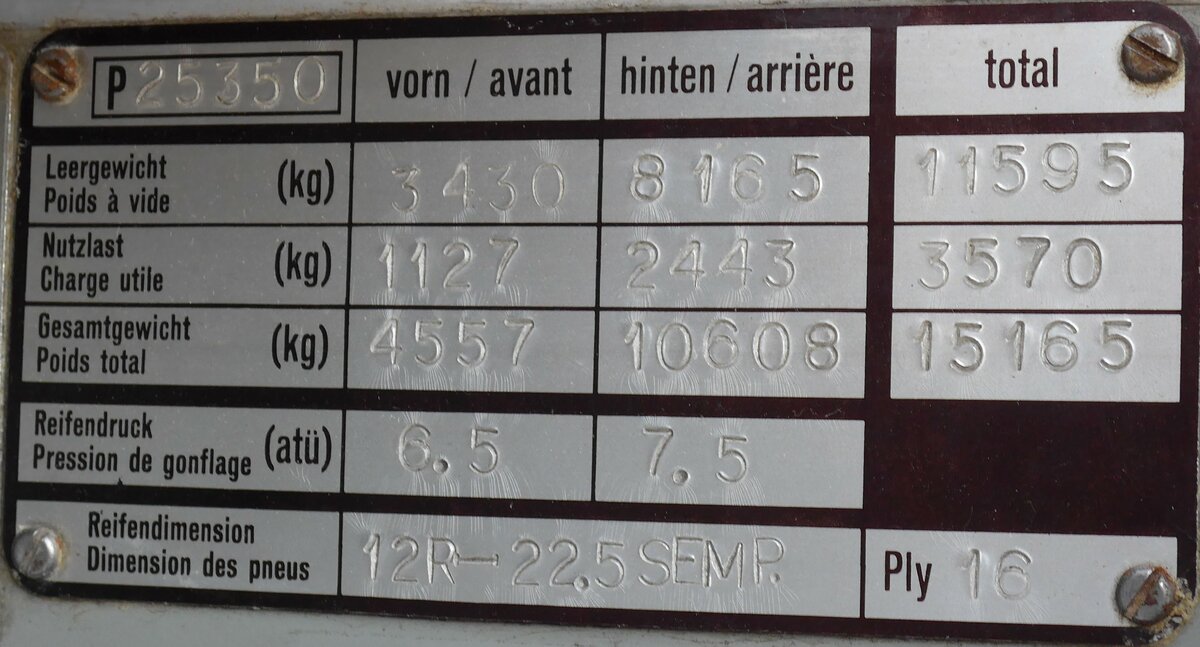 P 25350 vorn / avant hinten / arrière total
Leergewicht
Poids à vide (kg) 3430 8165 11595
Nutzlast
Charge utile (kg) 1127 2443 3570
Gesamtgewicht
Poids total (kg) 4557 10608 15165
Reifendruck
Pression de gonflage (atü) 6.5 7.5
Reifendimension
Dimension des pneus 12R-22.5 SEMP. Ply 16